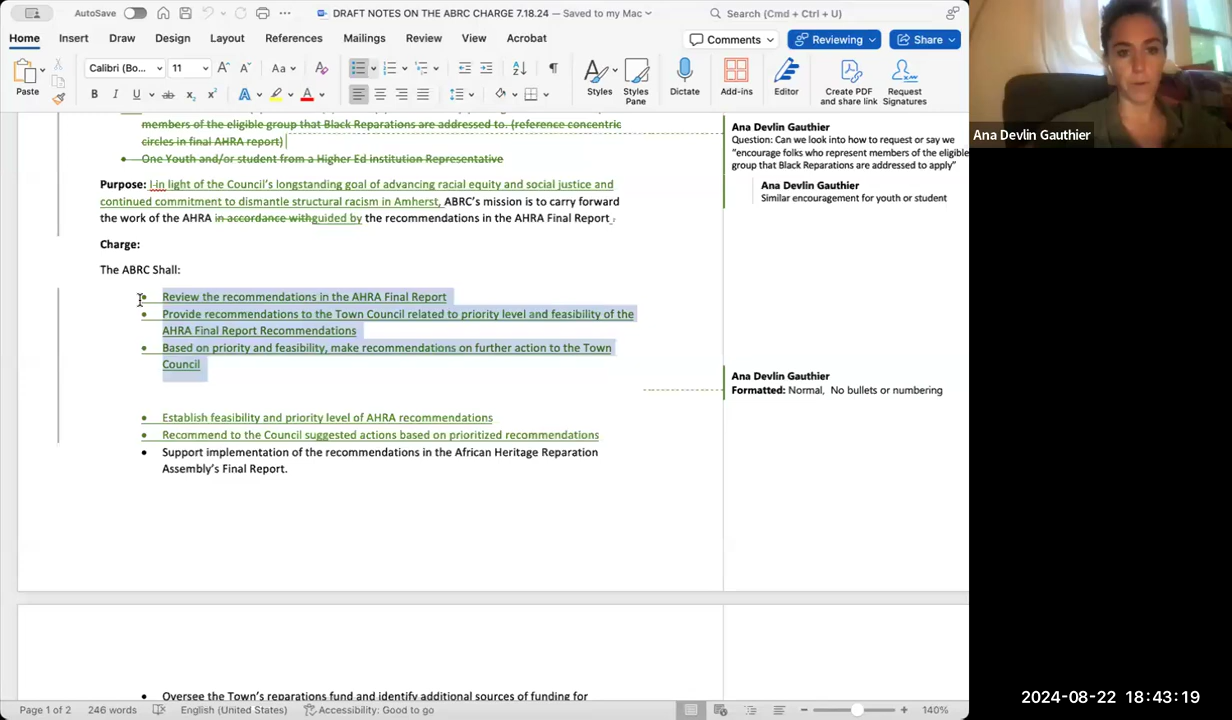 AutoSave
DRAFT NOTES ON THE ABRC CHARGE 7.18.24 — Saved to my Mac
Search (Cmd + Ctrl + U)
Home
Insert
Draw
Design
Layout
References
Mailings
Review
View
Acrobat
Comments
Reviewing
Share
Paste
Calibri (Bo...
11
Aa
Styles
Styles Pane
Dictate
Add-ins
Editor
Create PDF and share link
Request Signatures
members of the eligible group that Black Reparations are addressed to. (reference concentric
circles in final AHRA report)
One Youth and/or student from a Higher Ed institution Representative
Purpose: I in light of the Council's longstanding goal of advancing racial equity and social justice and
continued commitment to dismantle structural racism in Amherst, ABRC's mission is to carry forward
the work of the AHRA in accordance withguided by the recommendations in the AHRA Final Report .
Charge:
The ABRC Shall:
• Review the recommendations in the AHRA Final Report
• Provide recommendations to the Town Council related to priority level and feasibility of the
AHRA Final Report Recommendations
• Based on priority and feasibility, make recommendations on further action to the Town
Council
• Establish feasibility and priority level of AHRA recommendations
• Recommend to the Council suggested actions based on prioritized recommendations
• Support implementation of the recommendations in the African Heritage Reparation
Assembly's Final Report.
• Oversee the Town's reparations fund and identify additional sources of funding for
Ana Devlin Gauthier
Question: Can we look into how to request or say we
"encourage folks who represent members of the eligible
group that Black Reparations are addressed to apply"
Ana Devlin Gauthier
Similar encouragement for youth or student
Ana Devlin Gauthier
Formatted: Normal, No bullets or numbering
Page 1 of 2
246 words
English (United States)
Accessibility: Good to go
140%
Ana Devlin Gauthier
2024-08-22 18:43:19